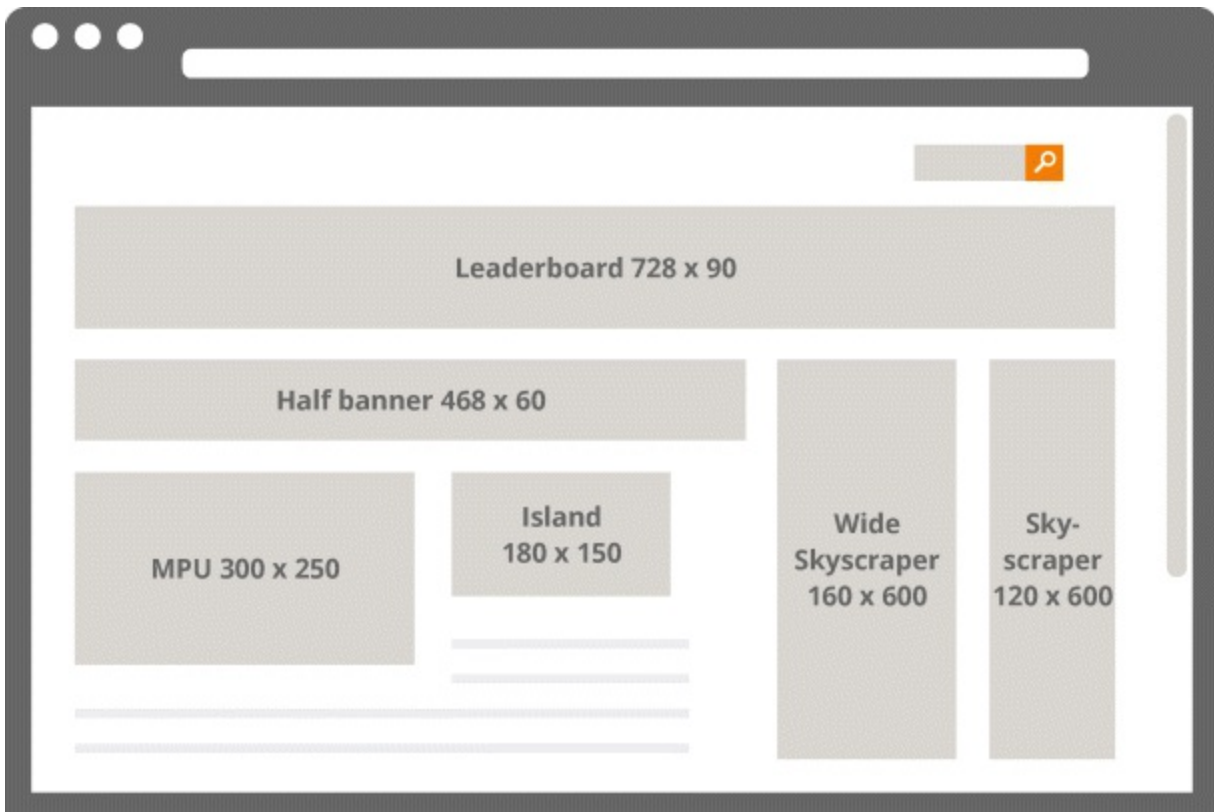 Leaderboard 728 x 90
Half banner 468 x 60
MPU 300 x 250
Island
180 x 150
Wide
Skyscraper
160 x 600
Sky-
scraper
120 x 600